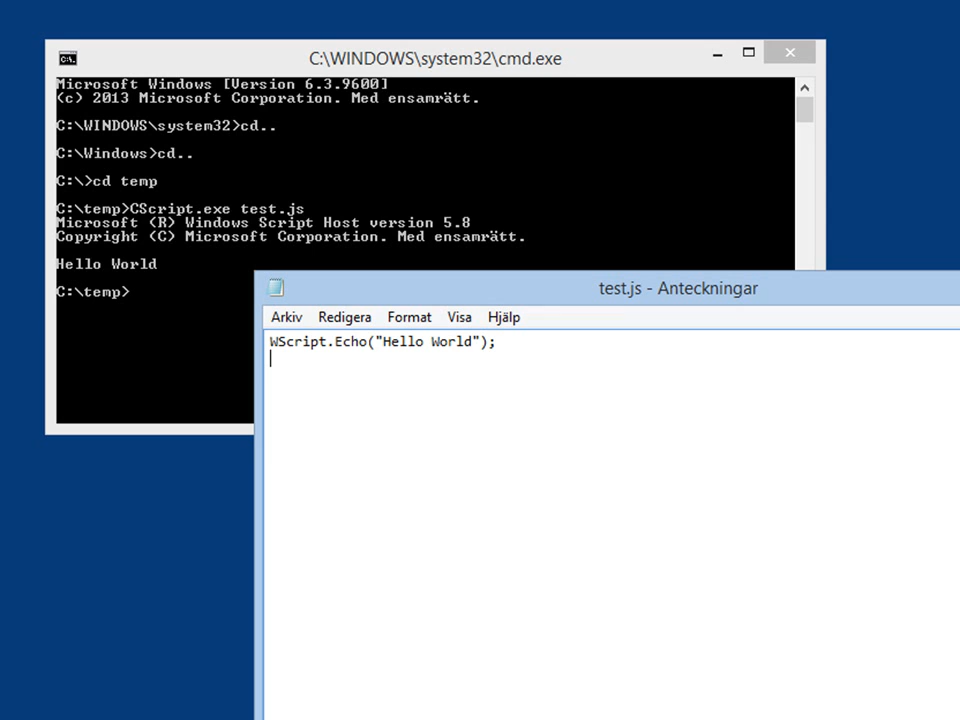 C:\WINDOWS\system32\cmd.exe
Microsoft Windows [Version 6.3.9600]
(c) 2013 Microsoft Corporation. Med ensamrätt.
C:\WINDOWS\system32>cd..
C:\Windows>cd..
C:\>cd temp
C:\temp>CScript.exe test.js
Microsoft (R) Windows Script Host version 5.8
Copyright (C) Microsoft Corporation. Med ensamrätt.
Hello World
C:\temp>
test.js - Anteckningar
Arkiv Redigera Format Visa Hjälp
WScript.Echo("Hello World");